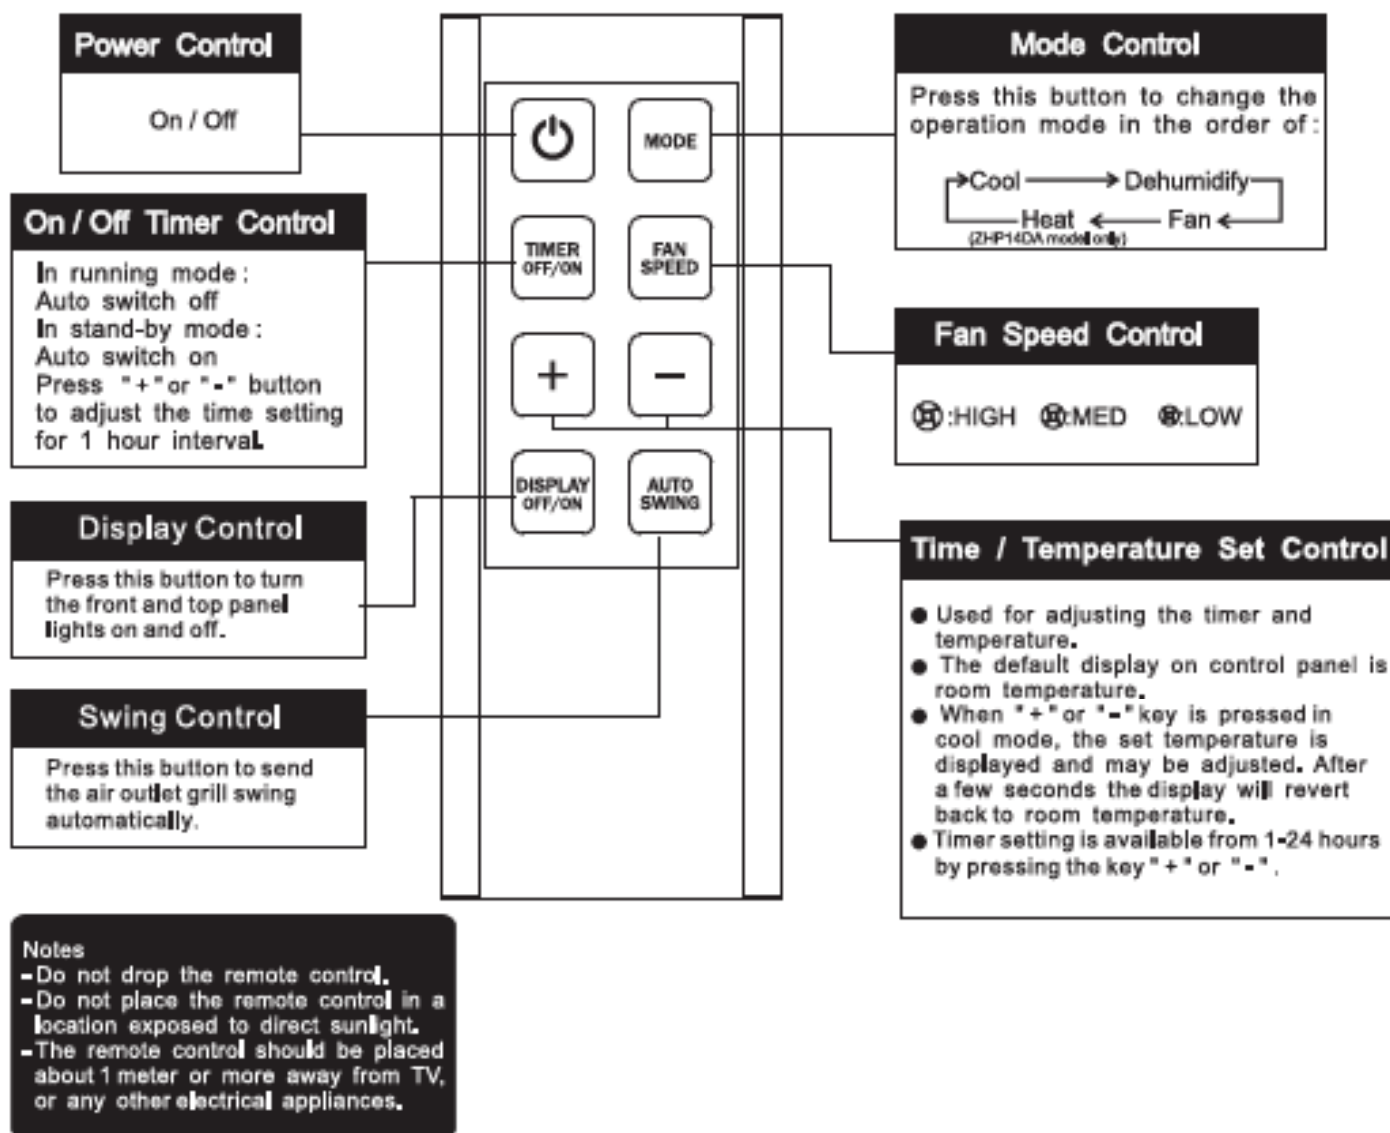 Power Control
On / Off
On / Off Timer Control
In running mode :
Auto switch off
In stand-by mode :
Auto switch on
Press "+" or "-" button
to adjust the time setting
for 1 hour interval.
Display Control
Press this button to turn
the front and top panel
lights on and off.
Swing Control
Press this button to send
the air outlet grill swing
automatically.
Notes
-Do not drop the remote control.
-Do not place the remote control in a
location exposed to direct sunlight.
-The remote control should be placed
about 1 meter or more away from TV,
or any other electrical appliances.
MODE
TIMER
OFF/ON
FAN
SPEED
+
-
DISPLAY
OFF/ON
AUTO
SWING
Mode Control
Press this button to change the
operation mode in the order of :
Cool Dehumidify
Heat Fan
(ZHP14DA model only)
Fan Speed Control
:HIGH :MED :LOW
Time / Temperature Set Control
● Used for adjusting the timer and
temperature.
● The default display on control panel is
room temperature.
● When "+" or "-" key is pressed in
cool mode, the set temperature is
displayed and may be adjusted. After
a few seconds the display will revert
back to room temperature.
● Timer setting is available from 1-24 hours
by pressing the key "+" or "-".